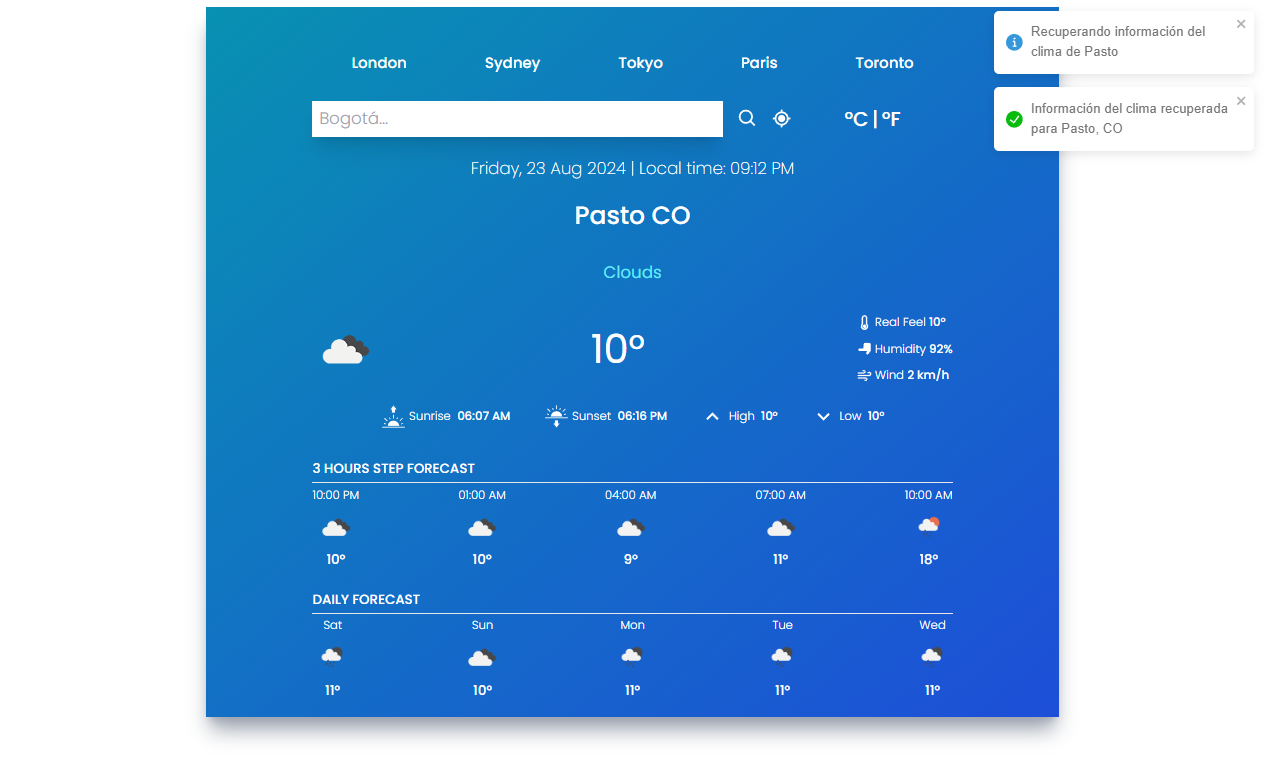 London Sydney Tokyo Paris Toronto
Recuperando información del
clima de Pasto
Bogotá... °C | °F
Información del clima recuperada
para Pasto, CO
Friday, 23 Aug 2024 | Local time: 09:12 PM
Pasto CO
Clouds
10°
Real Feel 10°
Humidity 92%
Wind 2 km/h
Sunrise 06:07 AM Sunset 06:16 PM High 10° Low 10°
3 HOURS STEP FORECAST
10:00 PM 01:00 AM 04:00 AM 07:00 AM 10:00 AM
10° 10° 9° 11° 18°
DAILY FORECAST
Sat Sun Mon Tue Wed
11° 10° 11° 11° 11°